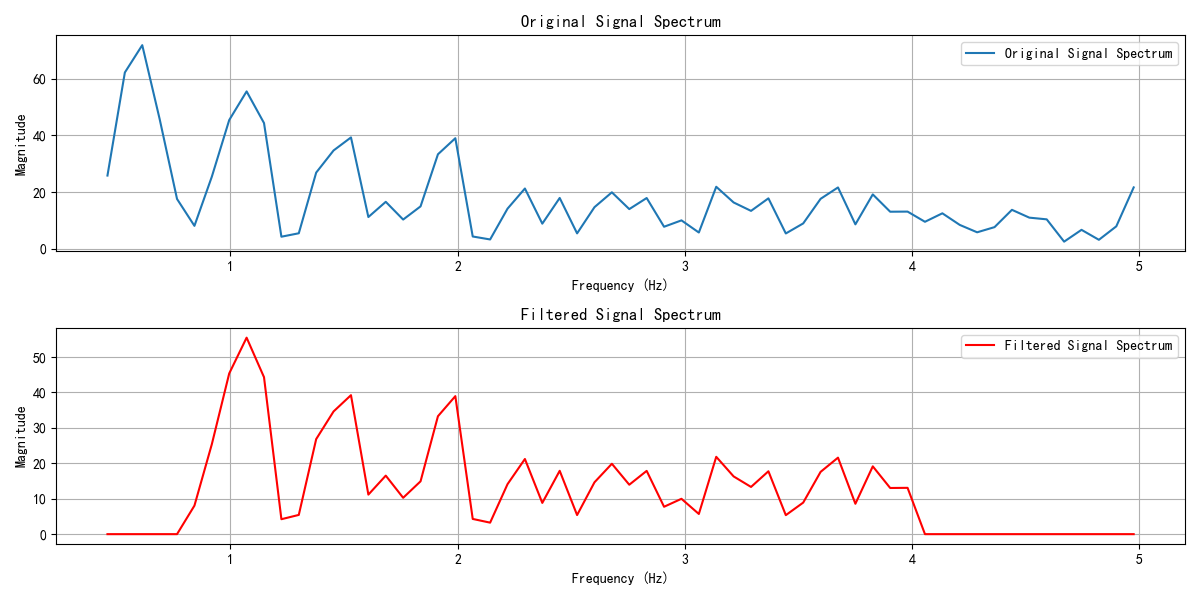 Original Signal Spectrum
Original Signal Spectrum
Magnitude
60
40
20
0
1 2 3 4 5
Frequency (Hz)
Filtered Signal Spectrum
Filtered Signal Spectrum
Magnitude
50
40
30
20
10
0
1 2 3 4 5
Frequency (Hz)